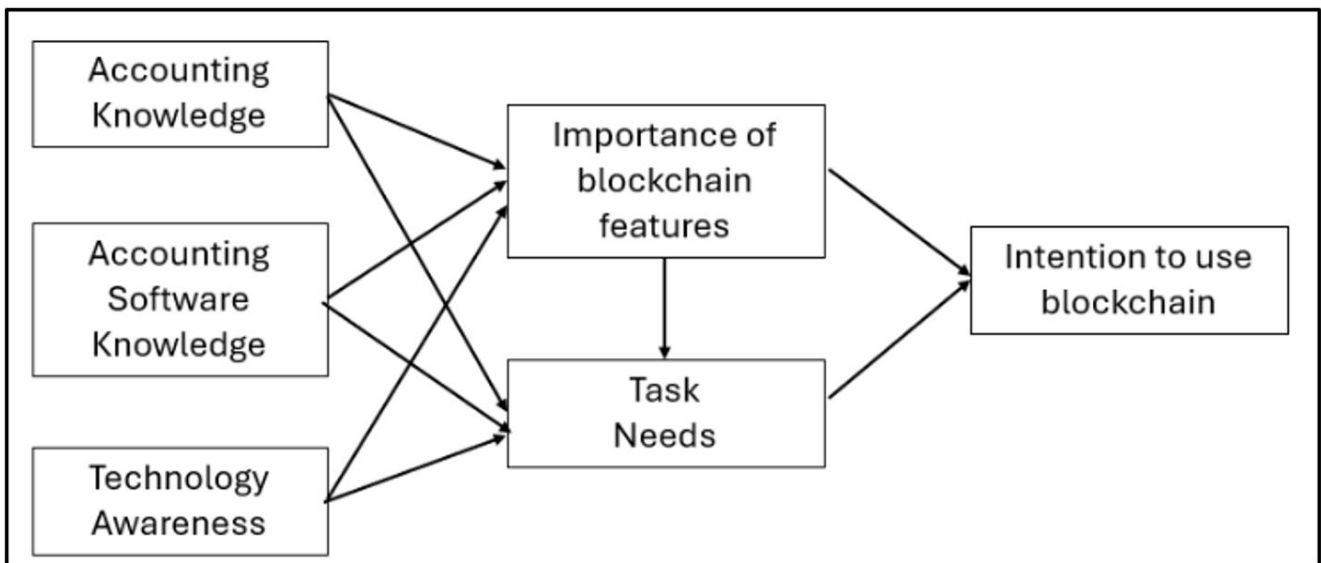 Accounting
Knowledge
Accounting
Software
Knowledge
Technology
Awareness
Importance of
blockchain
features
Task
Needs
Intention to use
blockchain